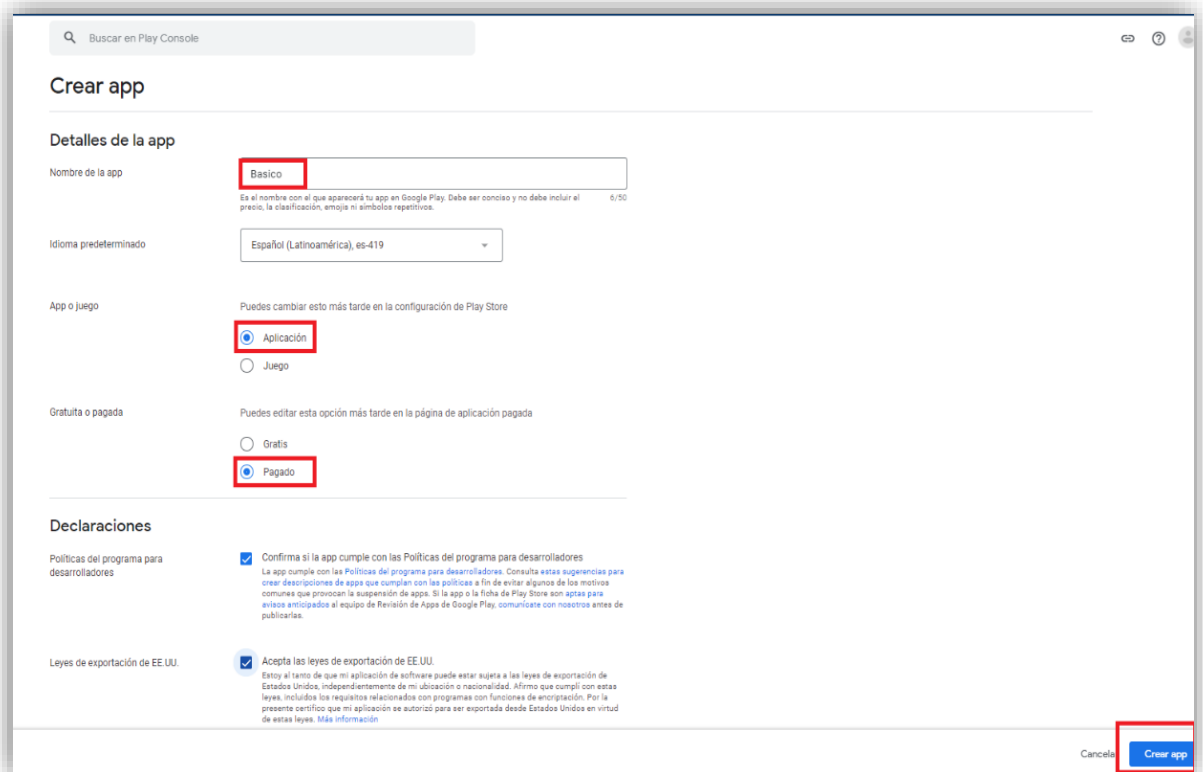 Buscar en Play Console
Crear app
Detalles de la app
Nombre de la app
Basico
Es el nombre con el que aparecerá tu app en Google Play. Debe ser conciso y no debe incluir el
precio, la clasificación, emojis ni símbolos repetitivos.
6/50
Idioma predeterminado
Español (Latinoamérica), es-419
App o juego
Puedes cambiar esto más tarde en la configuración de Play Store
Aplicación
Juego
Gratuita o pagada
Puedes editar esta opción más tarde en la página de aplicación pagada
Gratis
Pagado
Declaraciones
Políticas del programa para
desarrolladores
Confirma si la app cumple con las Políticas del programa para desarrolladores
La app cumple con las Políticas del programa para desarrolladores. Consulta estas sugerencias para
crear descripciones de apps que cumplan con las políticas a fin de evitar algunos de los motivos
comunes que provocan la suspensión de apps. Si la app o la ficha de Play Store son aptas para
avisos anticipados al equipo de Revisión de Apps de Google Play, comunícate con nosotros antes de
publicarlas.
Leyes de exportación de EE.UU.
Acepta las leyes de exportación de EE.UU.
Estoy al tanto de que mi aplicación de software puede estar sujeta a las leyes de exportación de
Estados Unidos, independientemente de mi ubicación o nacionalidad. Afirmo que cumplí con estas
leyes, incluidos los requisitos relacionados con programas con funciones de encriptación. Por la
presente certifico que mi aplicación se autorizó para ser exportada desde Estados Unidos en virtud
de estas leyes. Más información
Cancela
Crear app